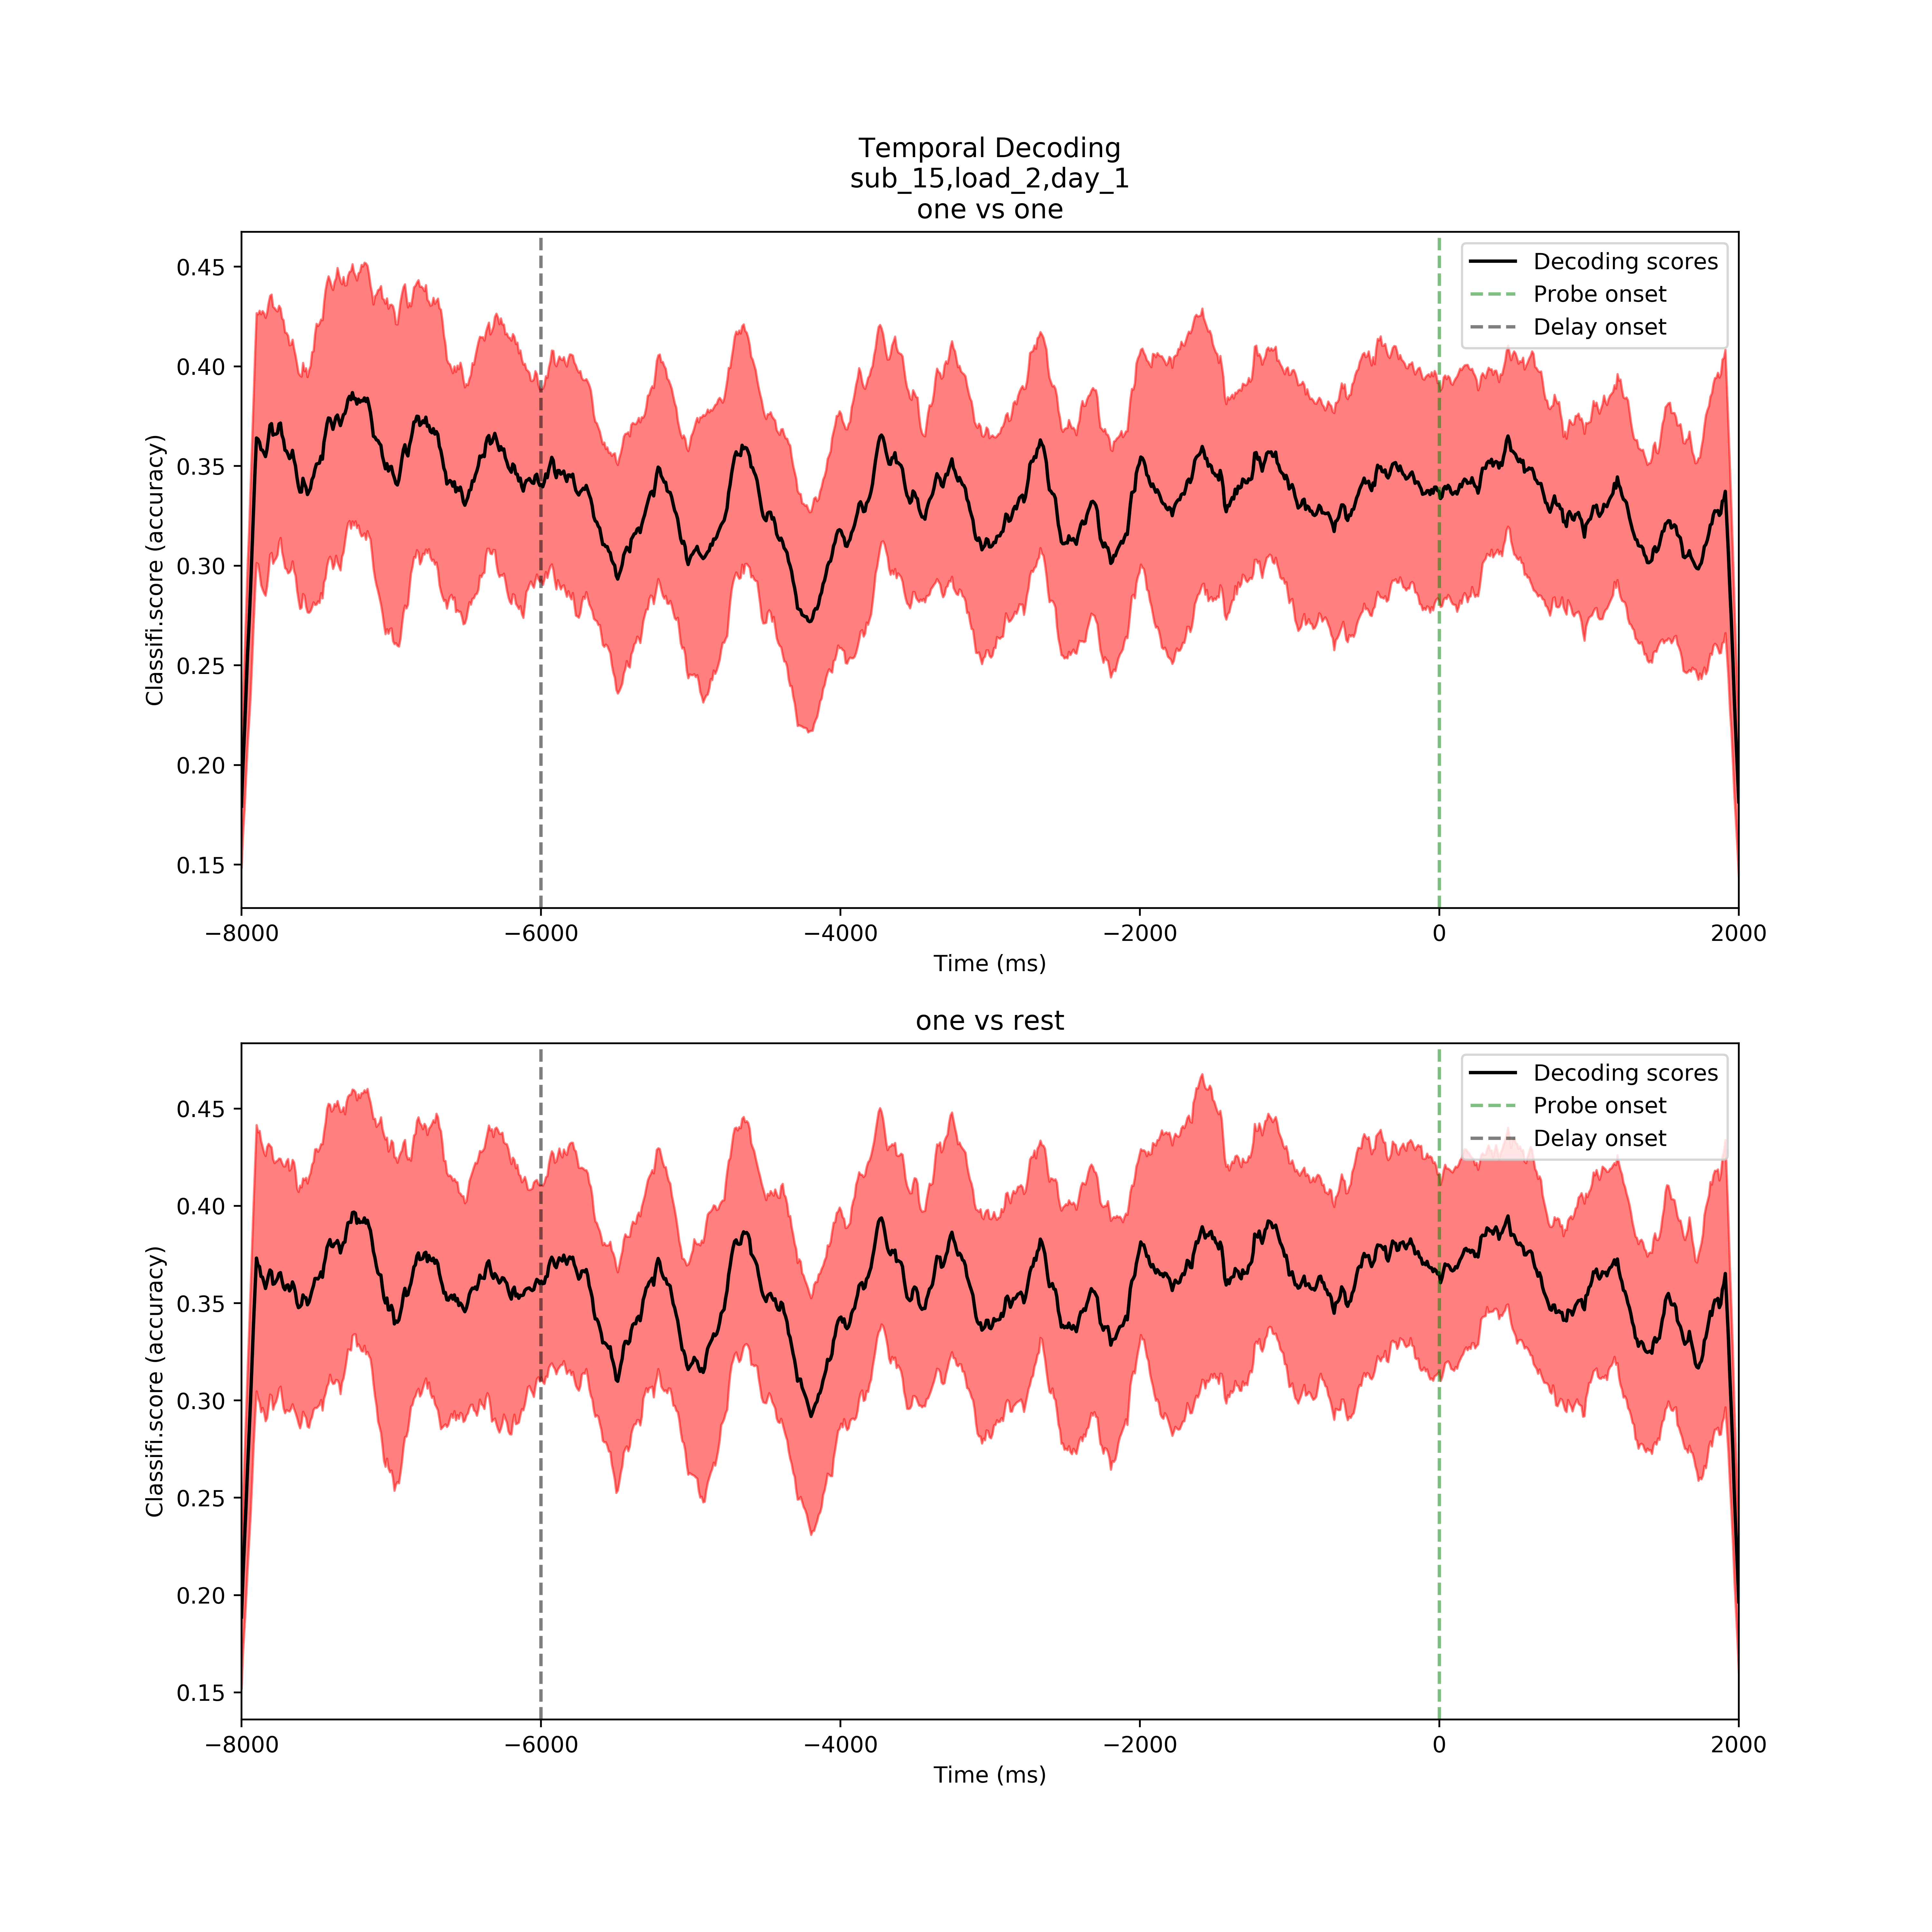 Temporal Decoding
sub_15,load_2,day_1
one vs one
0.45
0.40
0.35
0.30
0.25
0.20
0.15
Classifi.score (accuracy)
Decoding scores
Probe onset
Delay onset
−8000 −6000 −4000 −2000 0 2000
Time (ms)
one vs rest
0.45
0.40
0.35
0.30
0.25
0.20
0.15
Classifi.score (accuracy)
Decoding scores
Probe onset
Delay onset
−8000 −6000 −4000 −2000 0 2000
Time (ms)